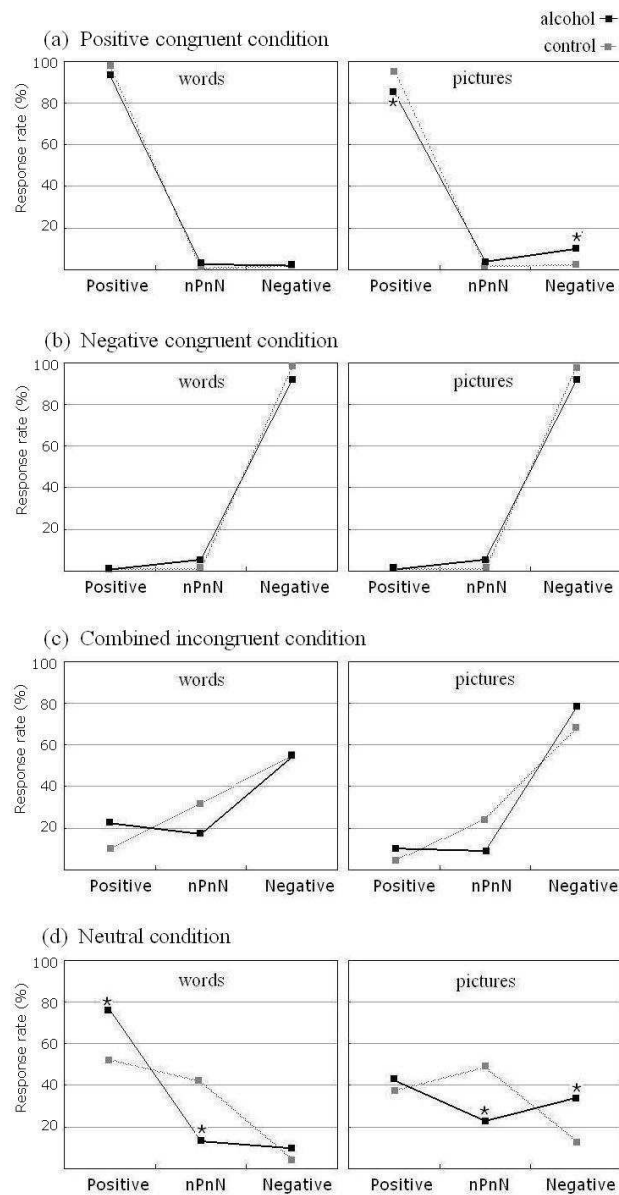 alcohol
control
(a) Positive congruent condition
words
pictures
Response rate (%)
100
80
60
40
20
*
*
Positive nPnN Negative
Positive nPnN Negative
(b) Negative congruent condition
words
pictures
Response rate (%)
100
80
60
40
20
Positive nPnN Negative
Positive nPnN Negative
(c) Combined incongruent condition
words
pictures
Response rate (%)
100
80
60
40
20
Positive nPnN Negative
Positive nPnN Negative
(d) Neutral condition
words
pictures
Response rate (%)
100
80
60
40
20
*
*
*
*
Positive nPnN Negative
Positive nPnN Negative